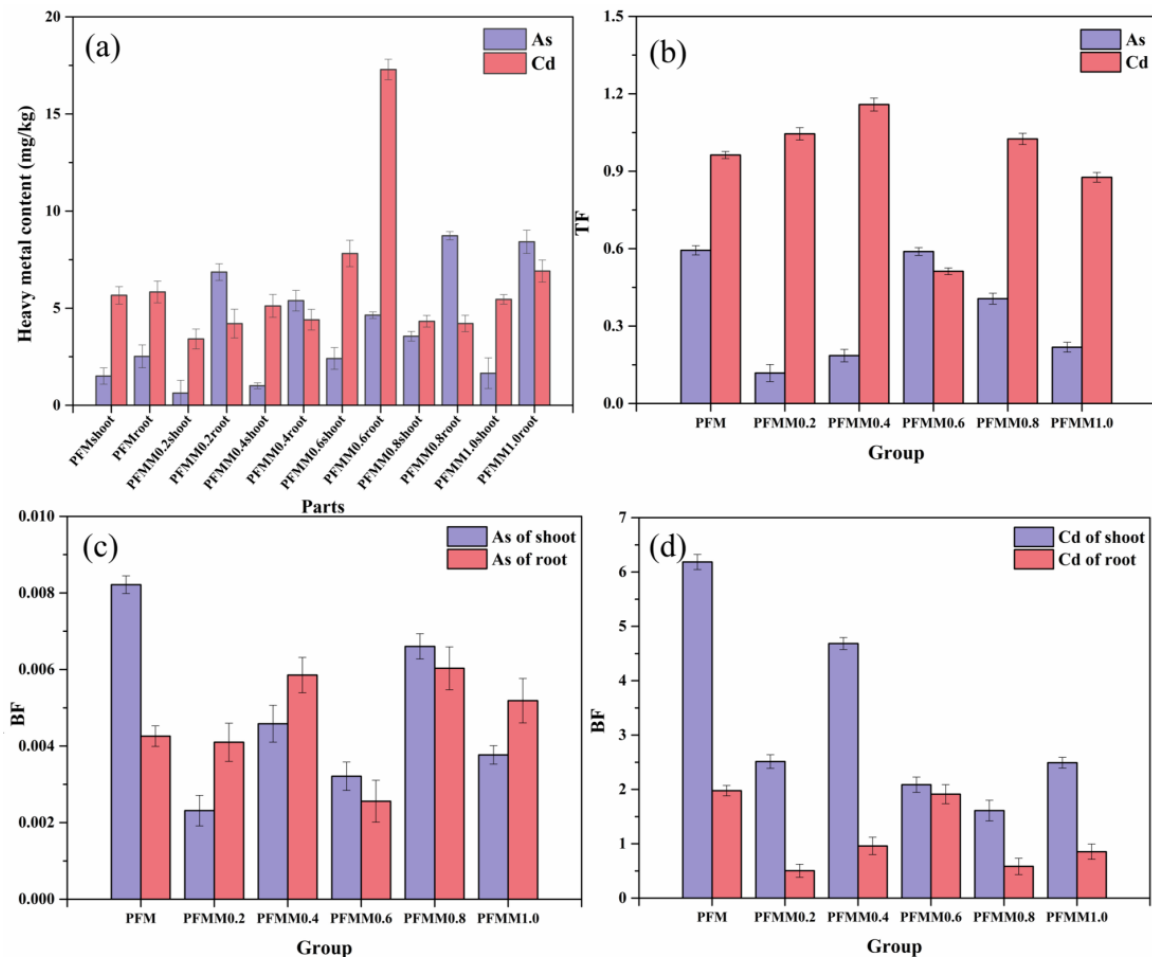 (a)
As
Cd
Heavy metal content (mg/kg)
20
15
10
5
0
PFMshoot
PFMroot
PFMM0.2shoot
PFMM0.2root
PFMM0.4shoot
PFMM0.4root
PFMM0.6shoot
PFMM0.6root
PFMM0.8shoot
PFMM0.8root
PFMM1.0shoot
PFMM1.0root
Parts
(b)
As
Cd
TF
1.5
1.2
0.9
0.6
0.3
0.0
PFM PFMM0.2 PFMM0.4 PFMM0.6 PFMM0.8 PFMM1.0
Group
(c)
As of shoot
As of root
BF
0.010
0.008
0.006
0.004
0.002
0.000
PFM PFMM0.2 PFMM0.4 PFMM0.6 PFMM0.8 PFMM1.0
Group
(d)
Cd of shoot
Cd of root
BF
7
6
5
4
3
2
1
0
PFM PFMM0.2 PFMM0.4 PFMM0.6 PFMM0.8 PFMM1.0
Group